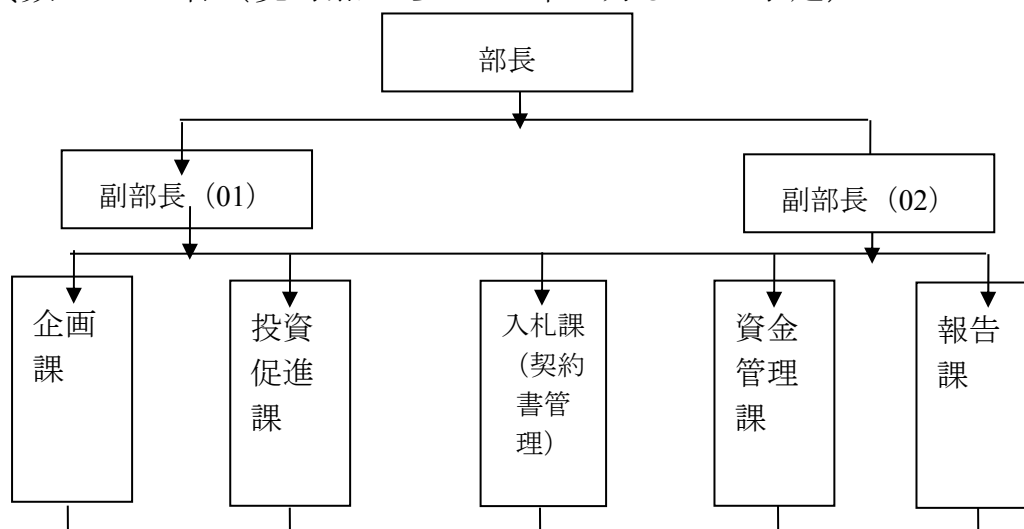 部長
副部長（01）
副部長（02）
企画
課
投資
促進
課
入札課
（契約
書管
理）
資金
管理
課
報告
課